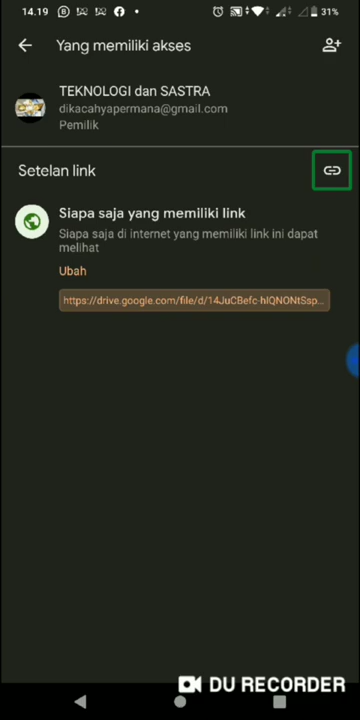 14.19
31%
Yang memiliki akses
TEKNOLOGI dan SASTRA
dikacahyapermana@gmail.com
Pemilik
Setelan link
Siapa saja yang memiliki link
Siapa saja di internet yang memiliki link ini dapat
melihat
Ubah
https://drive.google.com/file/d/14JuCBefc-hlQNONtSsp...
DU RECORDER